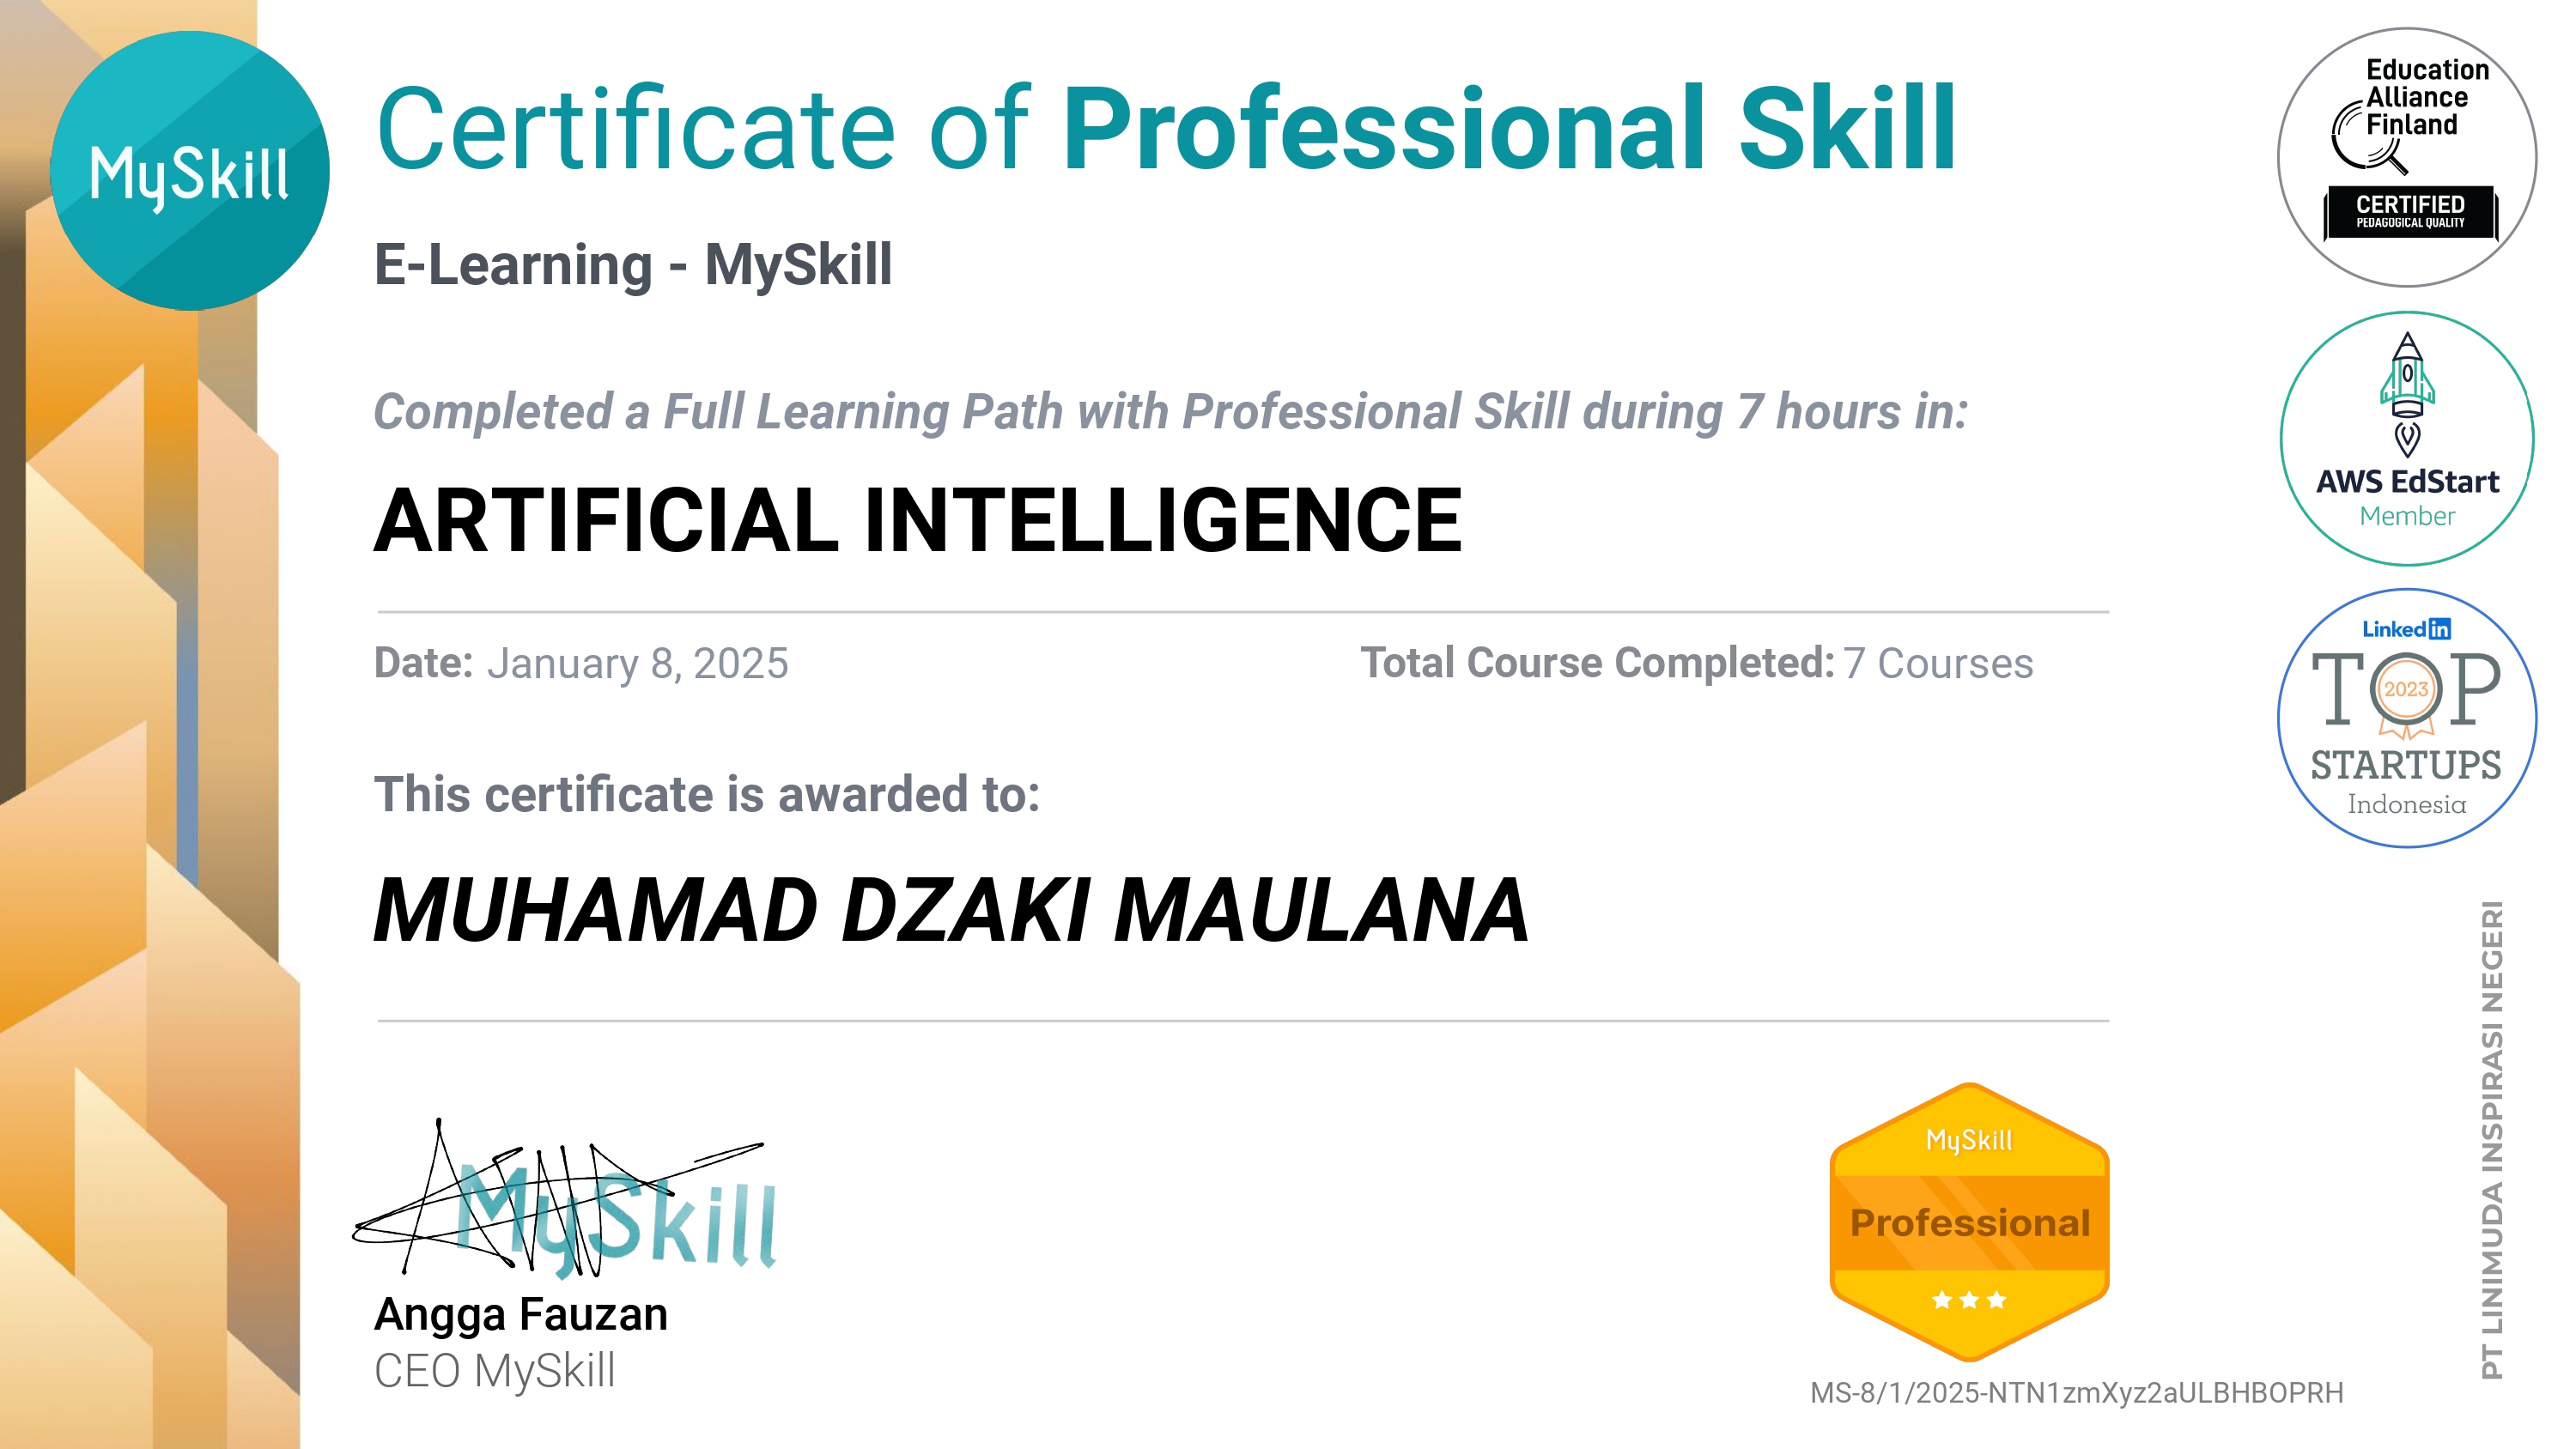 MySkill
Certificate of Professional Skill
E-Learning - MySkill
Completed a Full Learning Path with Professional Skill during 7 hours in:
ARTIFICIAL INTELLIGENCE
Date: January 8, 2025
Total Course Completed: 7 Courses
This certificate is awarded to:
MUHAMAD DZAKI MAULANA
MySkill
Angga Fauzan
CEO MySkill
MySkill
Professional
MS-8/1/2025-NTN1zmXyz2aULBHBOPRH
Education
Alliance
Finland
CERTIFIED
PEDAGOGICAL QUALITY
AWS EdStart
Member
Linked in
TOP
2023
STARTUPS
Indonesia
PT LINIMUDA INSPIRASI NEGERI